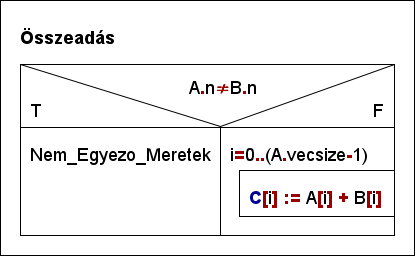 Összeadás
A.n≠B.n
T F
Nem_Egyezo_Meretek
i=0..(A.vecsize-1)
C[i] := A[i] + B[i]